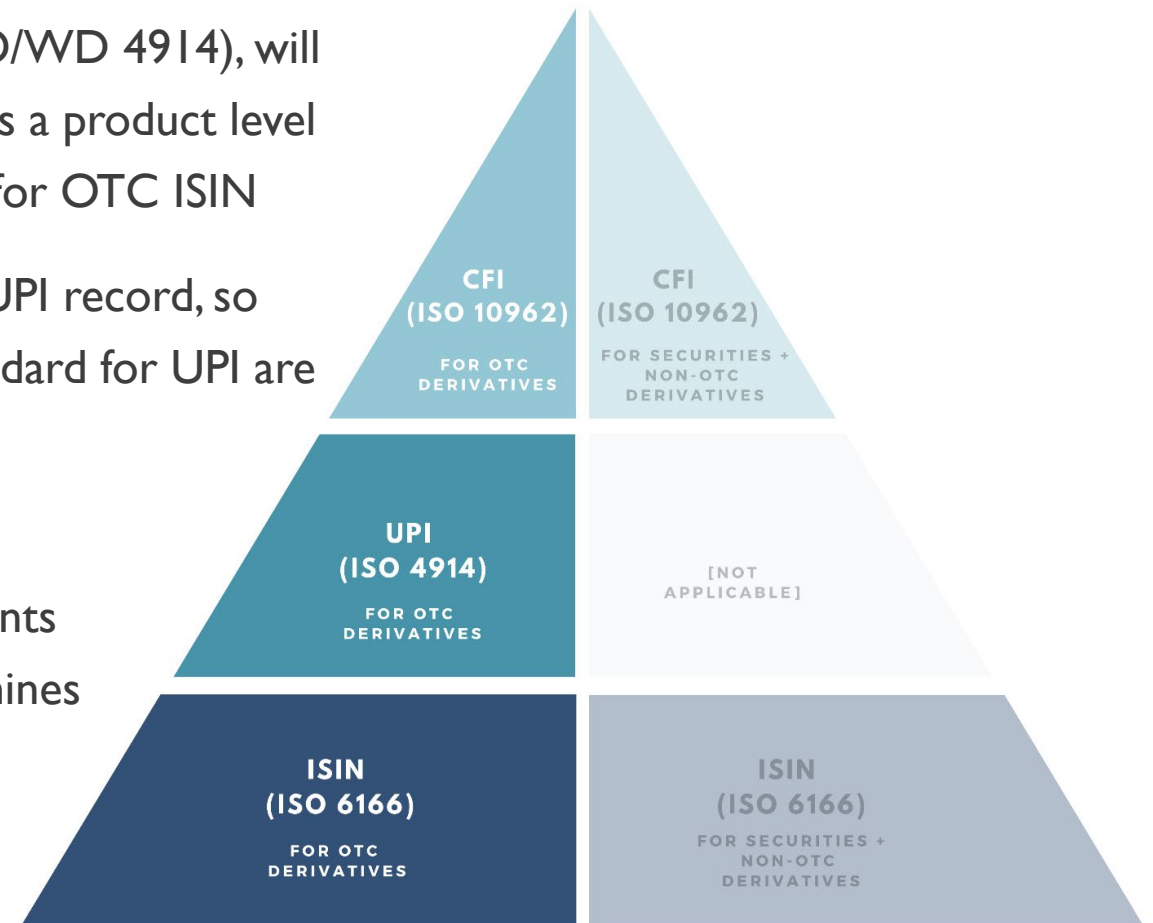 /WD 4914), will
s a product level
for OTC ISIN
UPI record, so
dard for UPI are
nts
ines
CFI
(ISO 10962)
FOR OTC
DERIVATIVES
CFI
(ISO 10962)
FOR SECURITIES +
NON-OTC
DERIVATIVES
UPI
(ISO 4914)
FOR OTC
DERIVATIVES
[NOT
APPLICABLE]
ISIN
(ISO 6166)
FOR OTC
DERIVATIVES
ISIN
(ISO 6166)
FOR SECURITIES +
NON-OTC
DERIVATIVES